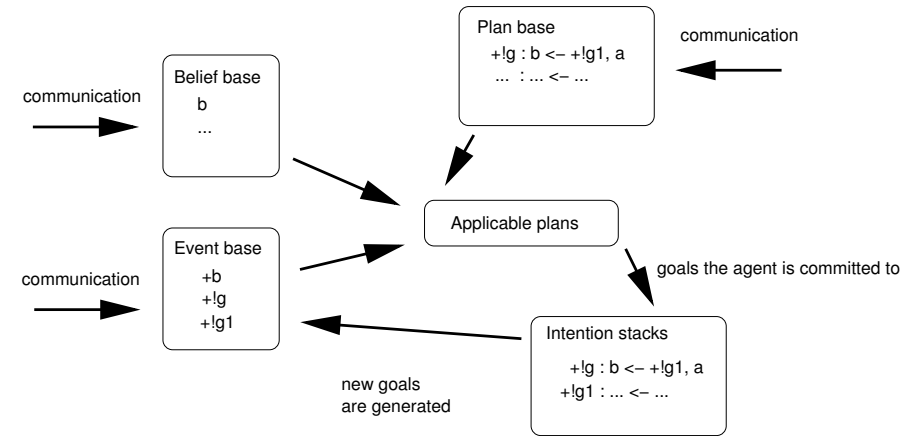 Plan base
+!g : b <− +!g1, a
... : ... <− ...
communication
Belief base
b
...
communication
Applicable plans
Event base
+b
+!g
+!g1
communication
goals the agent is committed to
Intention stacks
+!g : b <− +!g1, a
+!g1 : ... <− ...
new goals
are generated